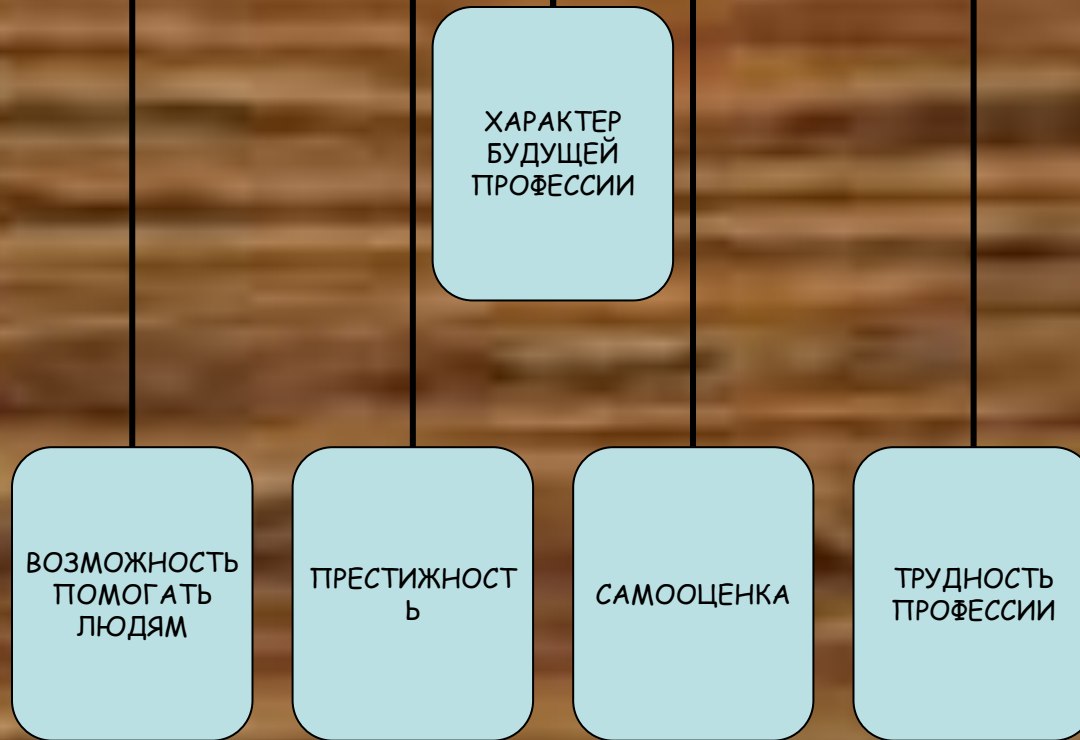 ХАРАКТЕР
БУДУЩЕЙ
ПРОФЕССИИ
ВОЗМОЖНОСТЬ
ПОМОГАТЬ
ЛЮДЯМ
ПРЕСТИЖНОСТ
Ь
САМООЦЕНКА
ТРУДНОСТЬ
ПРОФЕССИИ